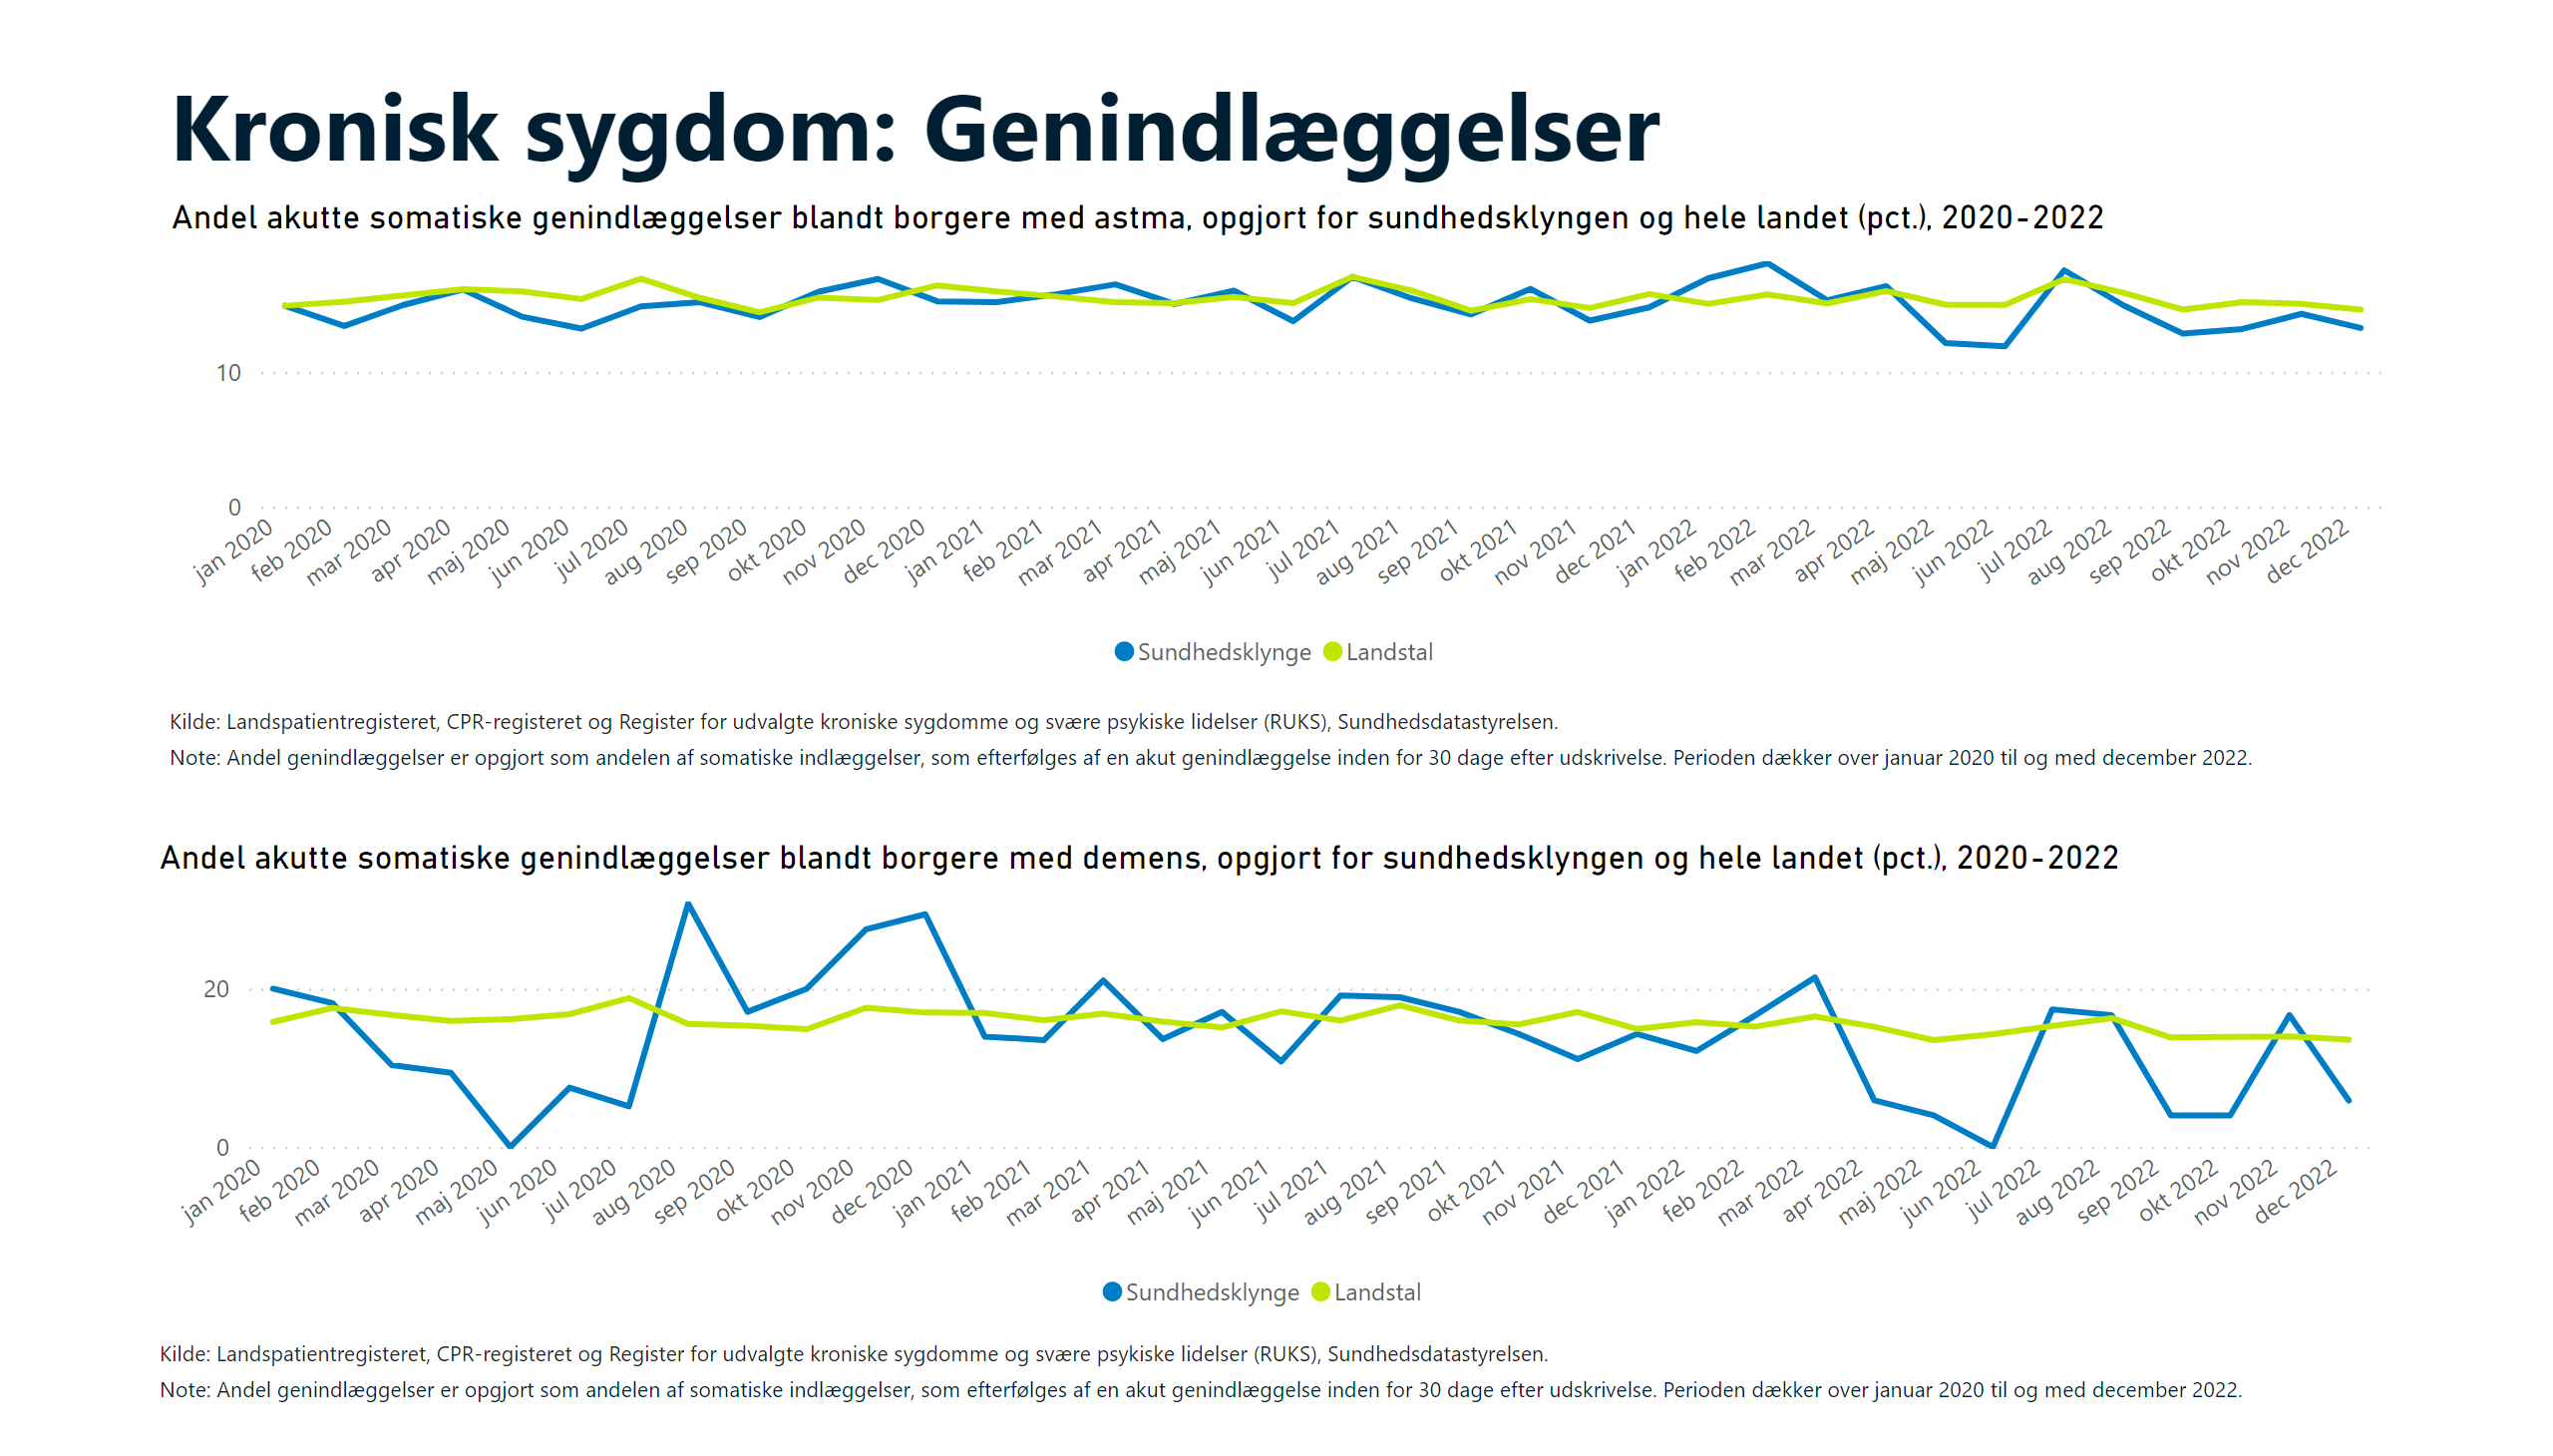 Kronisk sygdom: Genindlæggelser
Andel akutte somatiske genindlæggelser blandt borgere med astma, opgjort for sundhedsklyngen og hele landet (pct.), 2020-2022
10
0
jan 2020
feb 2020
mar 2020
apr 2020
maj 2020
jun 2020
jul 2020
aug 2020
sep 2020
okt 2020
nov 2020
dec 2020
jan 2021
feb 2021
mar 2021
apr 2021
maj 2021
jun 2021
jul 2021
aug 2021
sep 2021
okt 2021
nov 2021
dec 2021
jan 2022
feb 2022
mar 2022
apr 2022
maj 2022
jun 2022
jul 2022
aug 2022
sep 2022
okt 2022
nov 2022
dec 2022
Sundhedsklynge Landstal
Kilde: Landspatientregisteret, CPR-registeret og Register for udvalgte kroniske sygdomme og svære psykiske lidelser (RUKS), Sundhedsdatastyrelsen.
Note: Andel genindlæggelser er opgjort som andelen af somatiske indlæggelser, som efterfølges af en akut genindlæggelse inden for 30 dage efter udskrivelse. Perioden dækker over januar 2020 til og med december 2022.
Andel akutte somatiske genindlæggelser blandt borgere med demens, opgjort for sundhedsklyngen og hele landet (pct.), 2020-2022
20
0
jan 2020
feb 2020
mar 2020
apr 2020
maj 2020
jun 2020
jul 2020
aug 2020
sep 2020
okt 2020
nov 2020
dec 2020
jan 2021
feb 2021
mar 2021
apr 2021
maj 2021
jun 2021
jul 2021
aug 2021
sep 2021
okt 2021
nov 2021
dec 2021
jan 2022
feb 2022
mar 2022
apr 2022
maj 2022
jun 2022
jul 2022
aug 2022
sep 2022
okt 2022
nov 2022
dec 2022
Sundhedsklynge Landstal
Kilde: Landspatientregisteret, CPR-registeret og Register for udvalgte kroniske sygdomme og svære psykiske lidelser (RUKS), Sundhedsdatastyrelsen.
Note: Andel genindlæggelser er opgjort som andelen af somatiske indlæggelser, som efterfølges af en akut genindlæggelse inden for 30 dage efter udskrivelse. Perioden dækker over januar 2020 til og med december 2022.